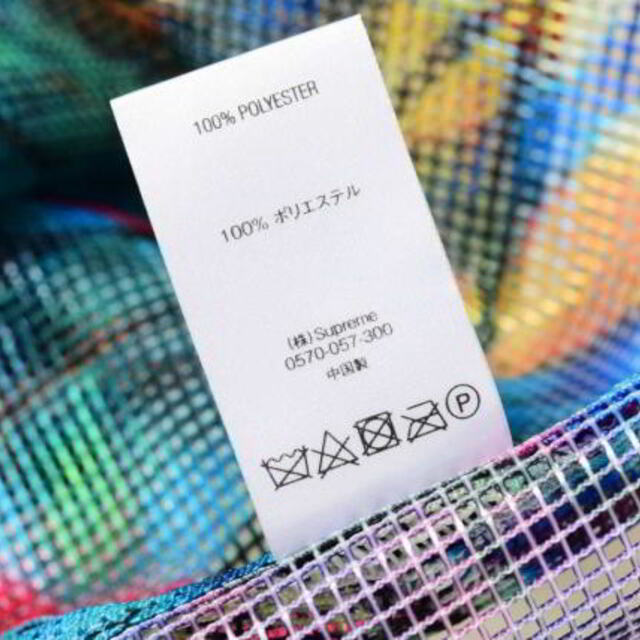 100% POLYESTER
100% ポリエステル
(株)Supreme
0570-057-300
中国製
P